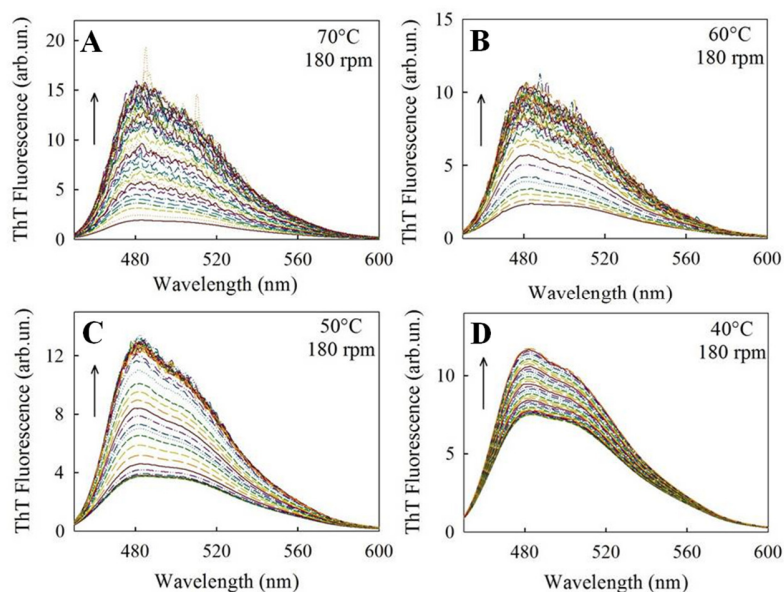 A
70°C
180 rpm
ThT Fluorescence (arb.un.)
20
15
10
5
0
480
520
560
600
Wavelength (nm)
B
60°C
180 rpm
ThT Fluorescence (arb.un.)
15
10
5
0
480
520
560
600
Wavelength (nm)
C
50°C
180 rpm
ThT Fluorescence (arb.un.)
12
8
4
0
480
520
560
600
Wavelength (nm)
D
40°C
180 rpm
ThT Fluorescence (arb.un.)
10
5
0
480
520
560
600
Wavelength (nm)